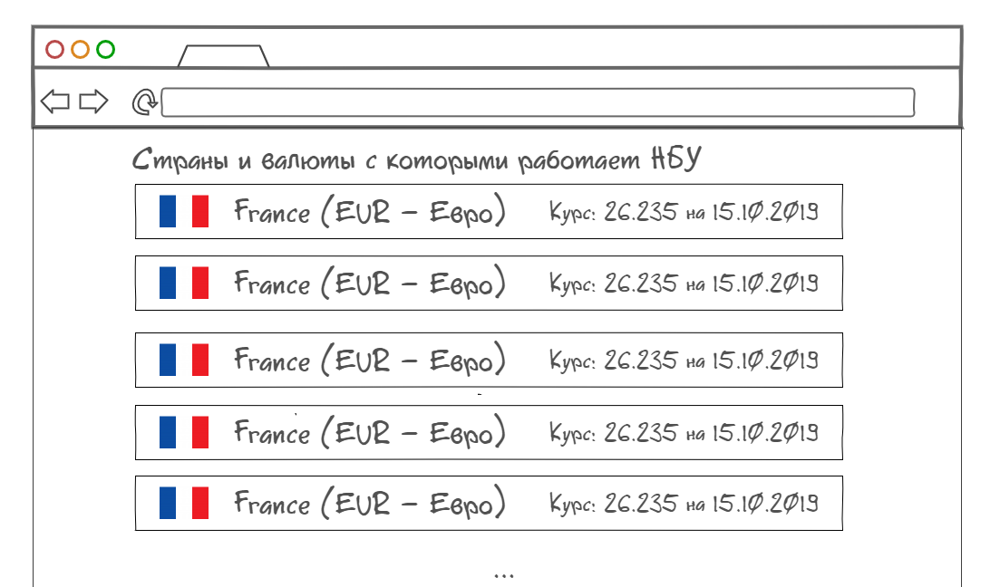 Страны и валюты с которыми работает НБУ
France (EUR – Евро) Курс: 26.235 на 15.10.2019
France (EUR – Евро) Курс: 26.235 на 15.10.2019
France (EUR – Евро) Курс: 26.235 на 15.10.2019
France (EUR – Евро) Курс: 26.235 на 15.10.2019
France (EUR – Евро) Курс: 26.235 на 15.10.2019
...